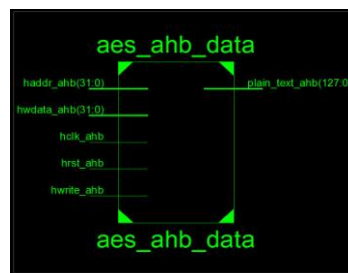 aes_ahb_data
haddr_ahb(31:0)
plain_text_ahb(127:0
hwdata_ahb(31:0)
hclk_ahb
hrst_ahb
hwrite_ahb
aes_ahb_data